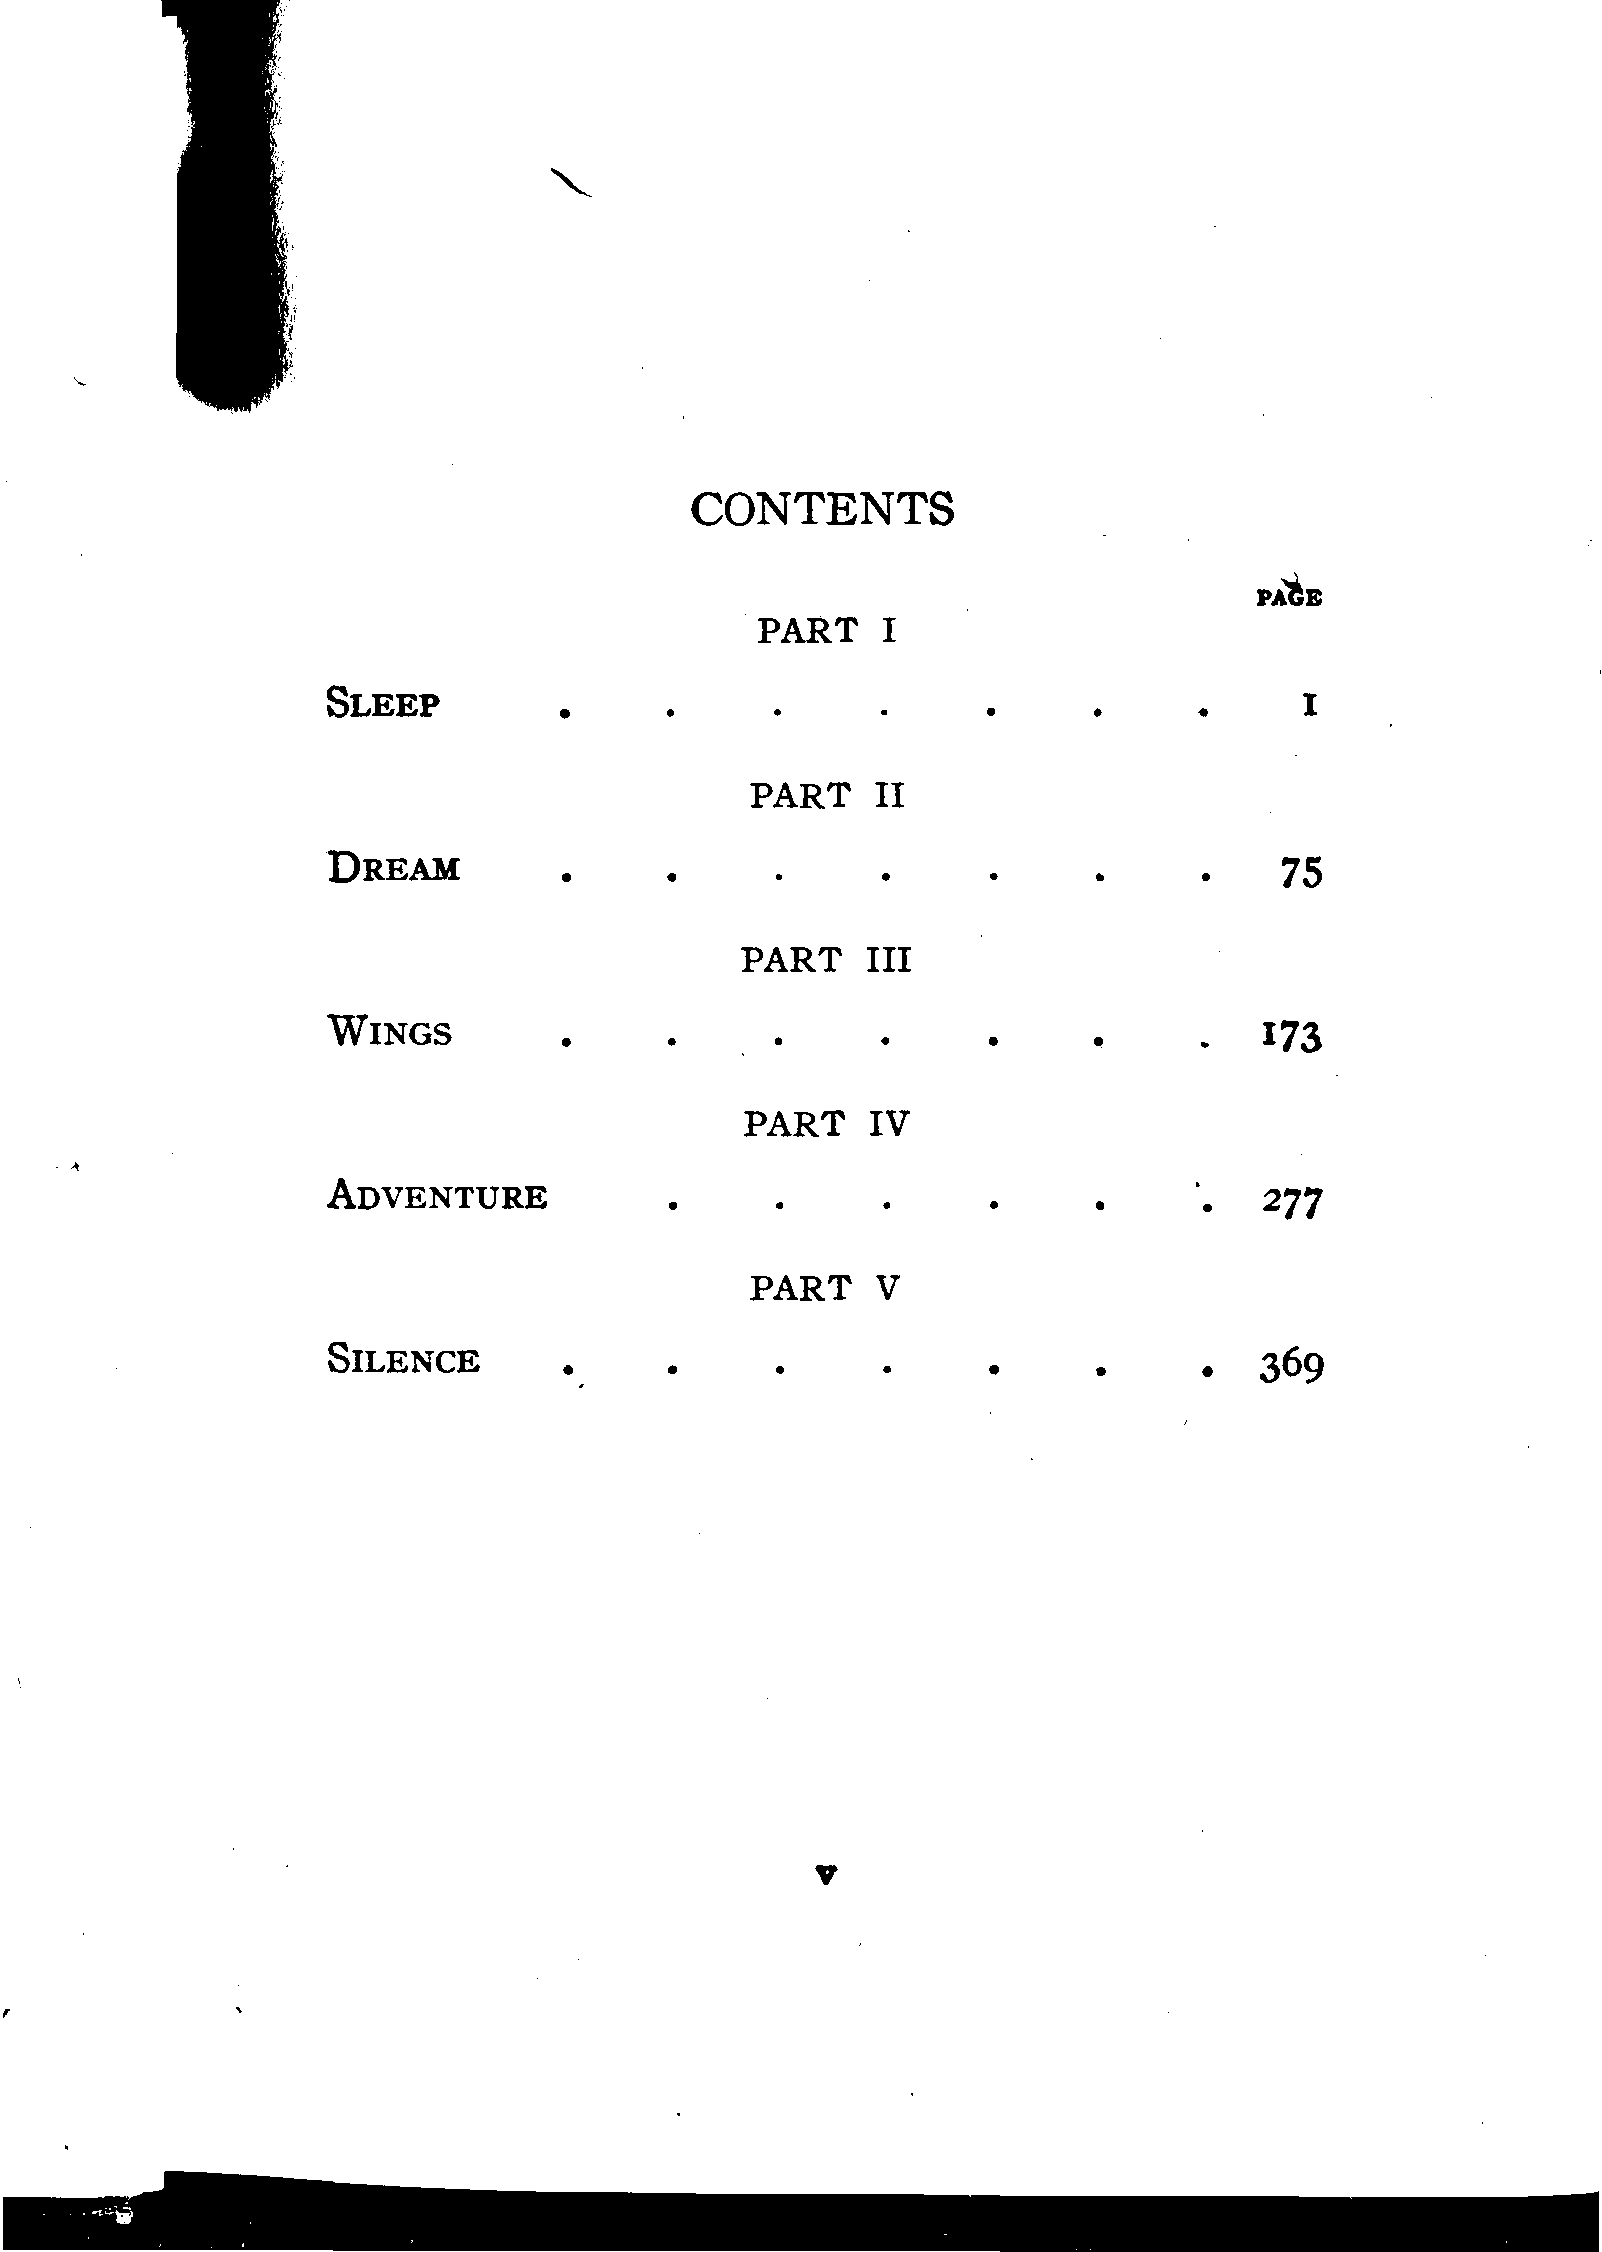 CONTENTS
PAGE
PART I
SLEEP . . . . . . . 1
PART II
DREAM . . . . . . . 75
PART III
WINGS . . . . . . . 173
PART IV
ADVENTURE . . . . . . 277
PART V
SILENCE . . . . . . . 369
v